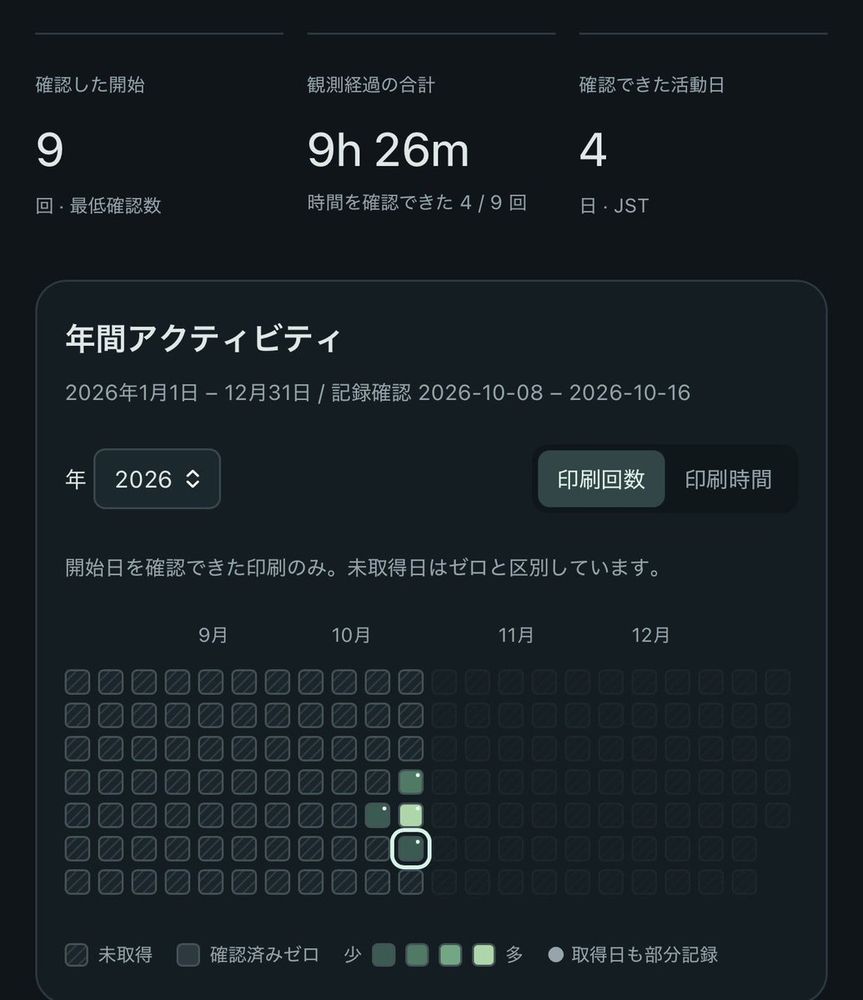 確認した開始
9
回 · 最低確認数
観測経過の合計
9h 26m
時間を確認できた 4 / 9 回
確認できた活動日
4
日 · JST
年間アクティビティ
2026年1月1日 – 12月31日 / 記録確認 2026-10-08 – 2026-10-16
年 2026 印刷回数 印刷時間
開始日を確認できた印刷のみ。未取得日はゼロと区別しています。
9月 10月 11月 12月
未取得 確認済みゼロ 少 多 取得日も部分記録